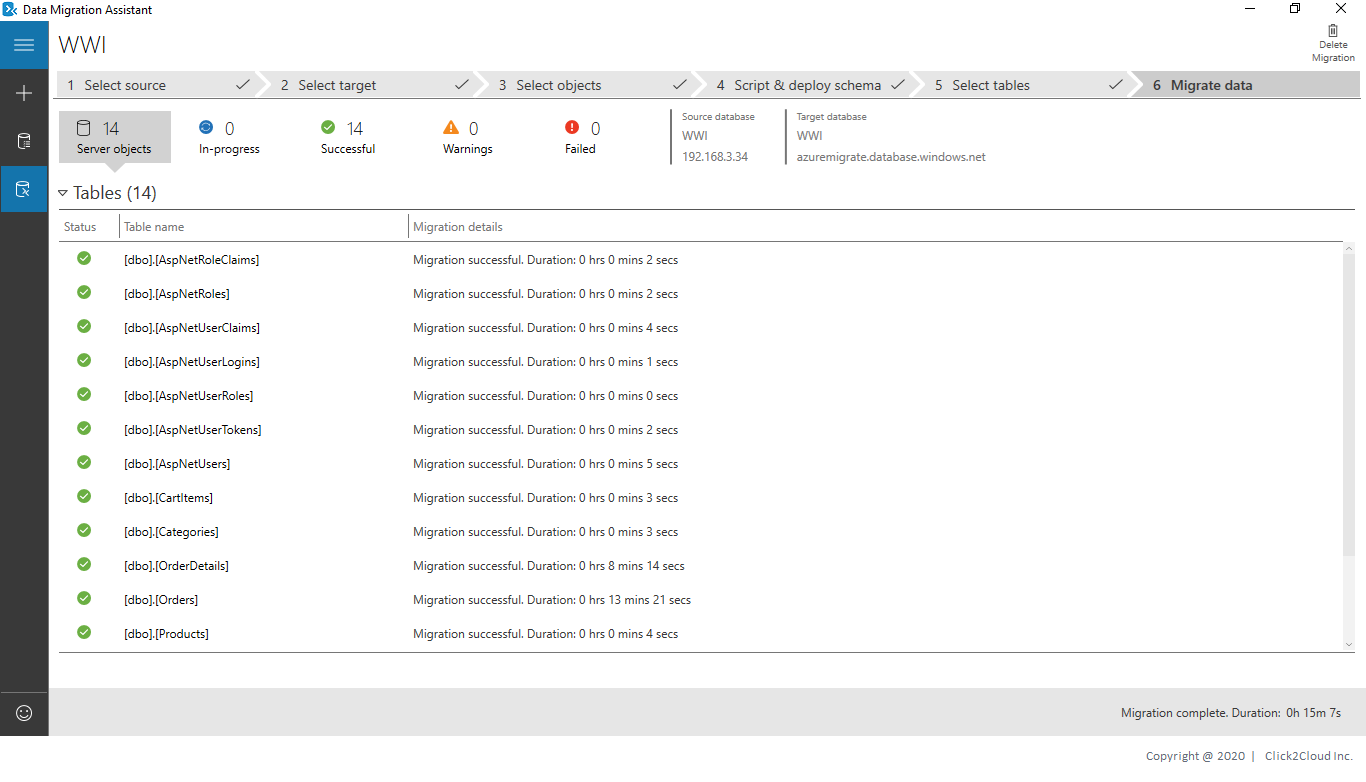 Data Migration Assistant
WWI
Delete
Migration
1 Select source 2 Select target 3 Select objects 4 Script & deploy schema 5 Select tables 6 Migrate data
14 0 14 0 0
Server objects In-progress Successful Warnings Failed
Source database Target database
WWI WWI
192.168.3.34 azuremigrate.database.windows.net
Tables (14)
Status Table name Migration details
[dbo].[AspNetRoleClaims] Migration successful. Duration: 0 hrs 0 mins 2 secs
[dbo].[AspNetRoles] Migration successful. Duration: 0 hrs 0 mins 2 secs
[dbo].[AspNetUserClaims] Migration successful. Duration: 0 hrs 0 mins 4 secs
[dbo].[AspNetUserLogins] Migration successful. Duration: 0 hrs 0 mins 1 secs
[dbo].[AspNetUserRoles] Migration successful. Duration: 0 hrs 0 mins 0 secs
[dbo].[AspNetUserTokens] Migration successful. Duration: 0 hrs 0 mins 2 secs
[dbo].[AspNetUsers] Migration successful. Duration: 0 hrs 0 mins 5 secs
[dbo].[CartItems] Migration successful. Duration: 0 hrs 0 mins 3 secs
[dbo].[Categories] Migration successful. Duration: 0 hrs 0 mins 3 secs
[dbo].[OrderDetails] Migration successful. Duration: 0 hrs 8 mins 14 secs
[dbo].[Orders] Migration successful. Duration: 0 hrs 13 mins 21 secs
[dbo].[Products] Migration successful. Duration: 0 hrs 0 mins 4 secs
Migration complete. Duration: 0h 15m 7s
Copyright @ 2020 | Click2Cloud Inc.